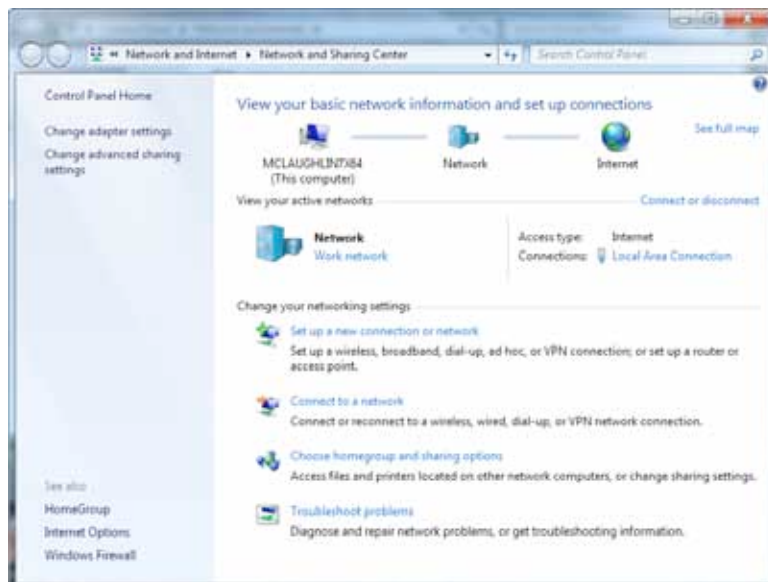 Network and Internet
Network and Sharing Center
Search Control Panel
Control Panel Home
Change adapter settings
Change advanced sharing
settings
See also
HomeGroup
Internet Options
Windows Firewall
View your basic network information and set up connections
See full map
MCLAUGHLINTX64
(This computer)
Network
Internet
View your active networks
Connect or disconnect
Network
Work network
Access type: Internet
Connections: Local Area Connection
Change your networking settings
Set up a new connection or network
Set up a wireless, broadband, dial-up, ad hoc, or VPN connection; or set up a router or
access point.
Connect to a network
Connect or reconnect to a wireless, wired, dial-up, or VPN network connection.
Choose homegroup and sharing options
Access files and printers located on other network computers, or change sharing settings.
Troubleshoot problems
Diagnose and repair network problems, or get troubleshooting information.